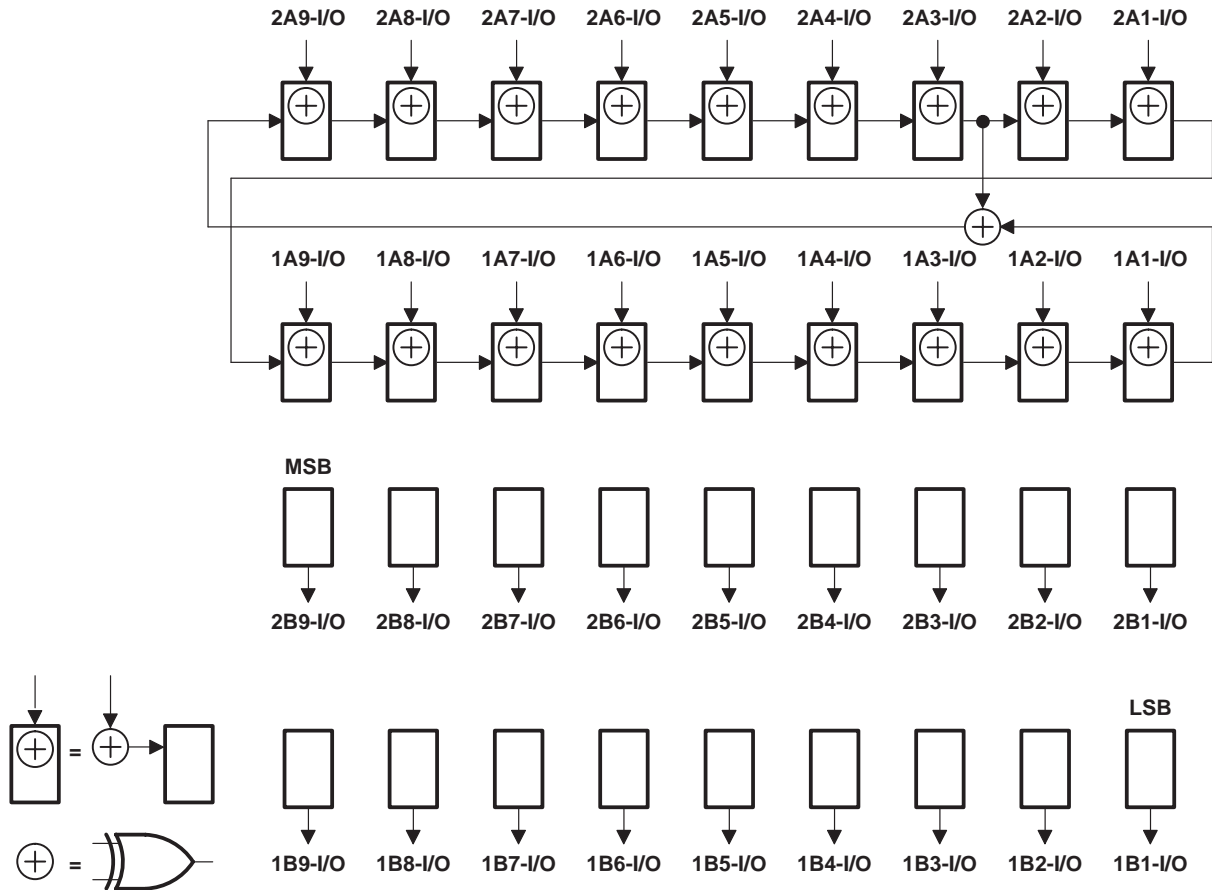 2A9-I/O 2A8-I/O 2A7-I/O 2A6-I/O 2A5-I/O 2A4-I/O 2A3-I/O 2A2-I/O 2A1-I/O
1A9-I/O 1A8-I/O 1A7-I/O 1A6-I/O 1A5-I/O 1A4-I/O 1A3-I/O 1A2-I/O 1A1-I/O
MSB
2B9-I/O 2B8-I/O 2B7-I/O 2B6-I/O 2B5-I/O 2B4-I/O 2B3-I/O 2B2-I/O 2B1-I/O
LSB
=
1B9-I/O 1B8-I/O 1B7-I/O 1B6-I/O 1B5-I/O 1B4-I/O 1B3-I/O 1B2-I/O 1B1-I/O
=